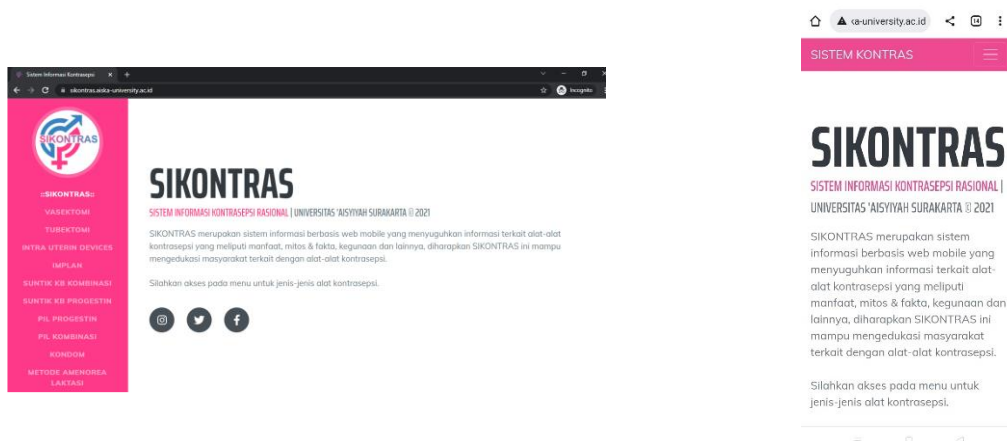 Sistem Informasi Kontrasepsi
sikontras.aiska-university.ac.id
Incognito
SIKONTRAS
::SIKONTRAS::
VASEKTOMI
TUBEKTOMI
INTRA UTERIN DEVICES
IMPLAN
SUNTIK KB KOMBINASI
SUNTIK KB PROGESTIN
PIL PROGESTIN
PIL KOMBINASI
KONDOM
METODE AMENOREA
LAKTASI
SIKONTRAS
SISTEM INFORMASI KONTRASEPSI RASIONAL | UNIVERSITAS 'AISYIYAH SURAKARTA 2021
SIKONTRAS merupakan sistem informasi berbasis web mobile yang menyuguhkan informasi terkait alat-alat
kontrasepsi yang meliputi manfaat, mitos & fakta, kegunaan dan lainnya, diharapkan SIKONTRAS ini mampu
mengedukasi masyarakat terkait dengan alat-alat kontrasepsi.
Silahkan akses pada menu untuk jenis-jenis alat kontrasepsi.
ka-university.ac.id
14
SISTEM KONTRAS
SIKONTRAS
SISTEM INFORMASI KONTRASEPSI RASIONAL |
UNIVERSITAS 'AISYIYAH SURAKARTA 2021
SIKONTRAS merupakan sistem
informasi berbasis web mobile yang
menyuguhkan informasi terkait alat-
alat kontrasepsi yang meliputi
manfaat, mitos & fakta, kegunaan dan
lainnya, diharapkan SIKONTRAS ini
mampu mengedukasi masyarakat
terkait dengan alat-alat kontrasepsi.
Silahkan akses pada menu untuk
jenis-jenis alat kontrasepsi.